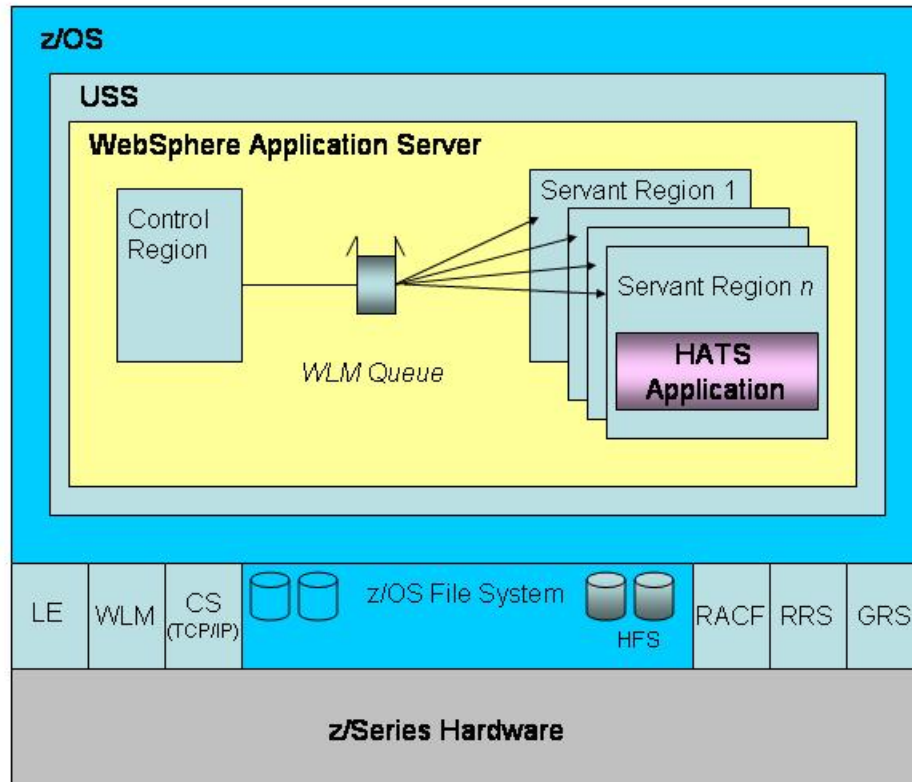 z/OS
USS
WebSphere Application Server
Control
Region
WLM Queue
Servant Region 1
Servant Region n
HATS
Application
LE
WLM
CS
(TCP/IP)
z/OS File System
HFS
RACF
RRS
GRS
z/Series Hardware